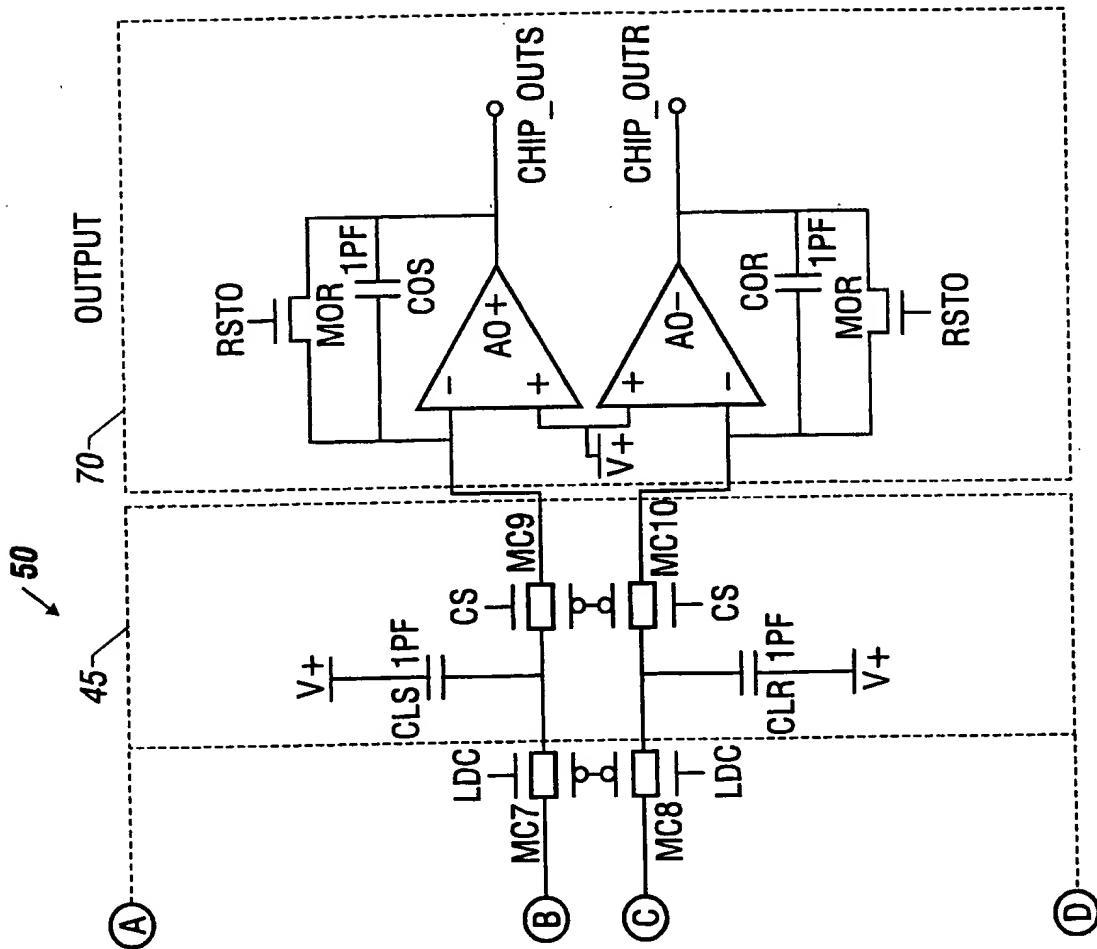 50
45
70
OUTPUT
A
B
C
D
LDC
MC7
MC8
LDC
V+
CLS
1PF
CS
MC9
MC10
CS
CLR
1PF
V+
RSTO
MOR
1PF
COS
-
AO+
+
V+
+
AO-
-
COR
1PF
MOR
RSTO
CHIP_OUTS
CHIP_OUTR